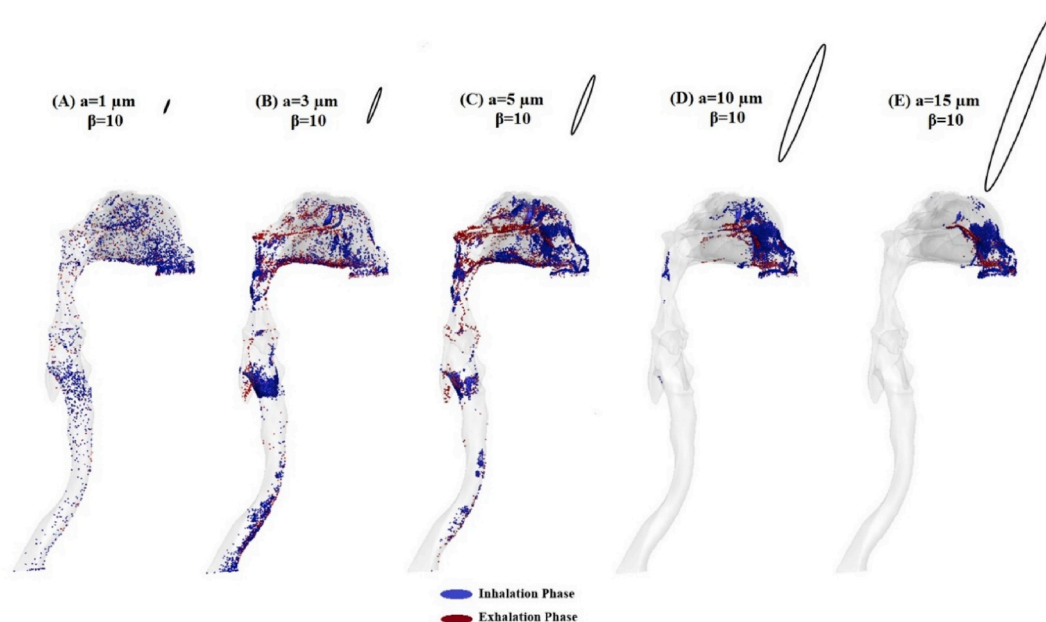 (A) a=1 µm
β=10
(B) a=3 µm
β=10
(C) a=5 µm
β=10
(D) a=10 µm
β=10
(E) a=15 µm
β=10
Inhalation Phase
Exhalation Phase